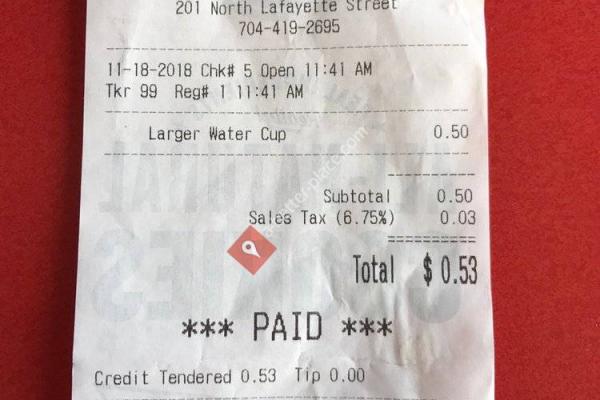 201 North Lafayette Street
704-419-2695
11-18-2018 Chk# 5 Open 11:41 AM
Tkr 99 Reg# 1 11:41 AM
Larger Water Cup 0.50
Subtotal 0.50
Sales Tax (6.75%) 0.03
Total $ 0.53
*** PAID ***
Credit Tendered 0.53 Tip 0.00